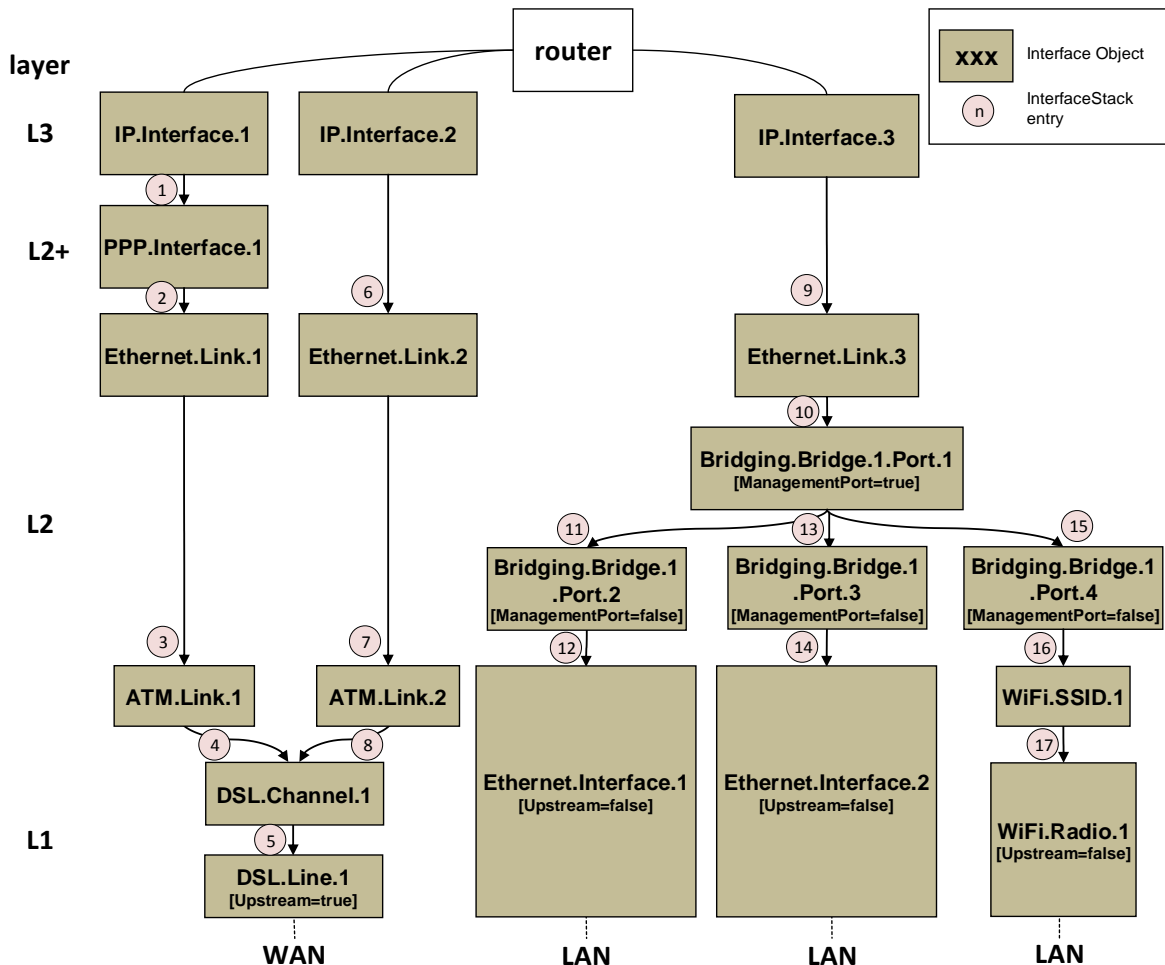 router
xxx
Interface Object
n
InterfaceStack
entry
layer
L3
IP.Interface.1
IP.Interface.2
IP.Interface.3
1
L2+
PPP.Interface.1
2
6
9
Ethernet.Link.1
Ethernet.Link.2
Ethernet.Link.3
10
Bridging.Bridge.1.Port.1
[ManagementPort=true]
L2
11
13
15
Bridging.Bridge.1
.Port.2
[ManagementPort=false]
Bridging.Bridge.1
.Port.3
[ManagementPort=false]
Bridging.Bridge.1
.Port.4
[ManagementPort=false]
3
7
12
14
16
ATM.Link.1
ATM.Link.2
WiFi.SSID.1
4
8
17
DSL.Channel.1
Ethernet.Interface.1
[Upstream=false]
Ethernet.Interface.2
[Upstream=false]
WiFi.Radio.1
[Upstream=false]
L1
5
DSL.Line.1
[Upstream=true]
WAN
LAN
LAN
LAN